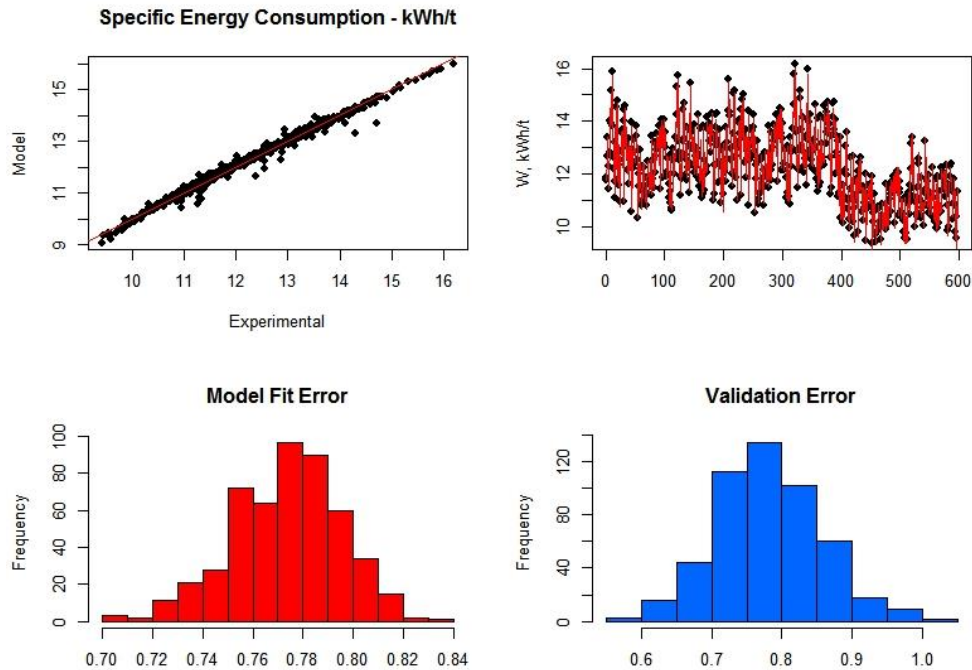 Specific Energy Consumption - kWh/t
Model
9
11
13
15
10 11 12 13 14 15 16
Experimental
W, kWh/t
10
12
14
16
0 100 200 300 400 500 600
Model Fit Error
Frequency
0
20
40
60
80
100
0.70 0.72 0.74 0.76 0.78 0.80 0.82 0.84
Validation Error
Frequency
0
40
80
120
0.6 0.7 0.8 0.9 1.0